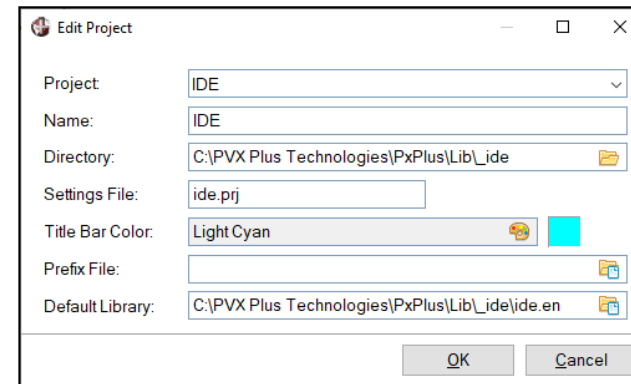 Edit Project
Project: IDE
Name: IDE
Directory: C:\PVX Plus Technologies\PxPlus\Lib\_ide
Settings File: ide.prj
Title Bar Color: Light Cyan
Prefix File:
Default Library: C:\PVX Plus Technologies\PxPlus\Lib\_ide\ide.en
OK Cancel